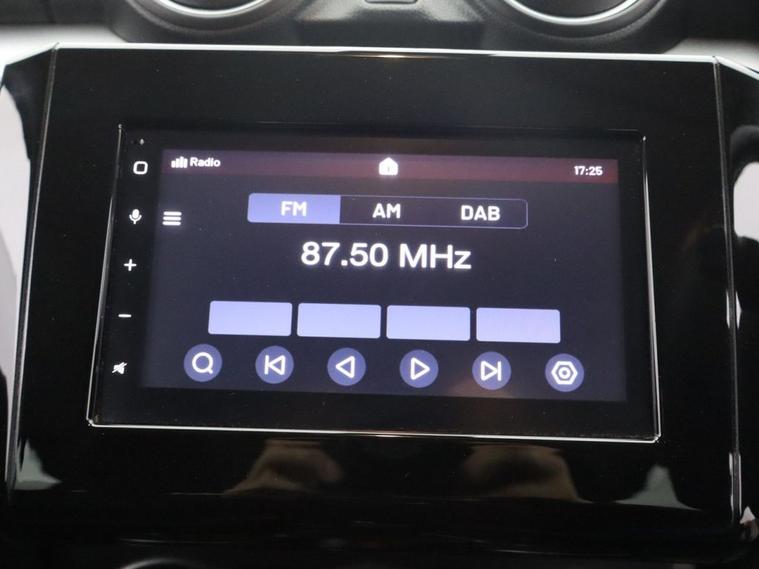 Radio
17:25
FM AM DAB
87.50 MHz